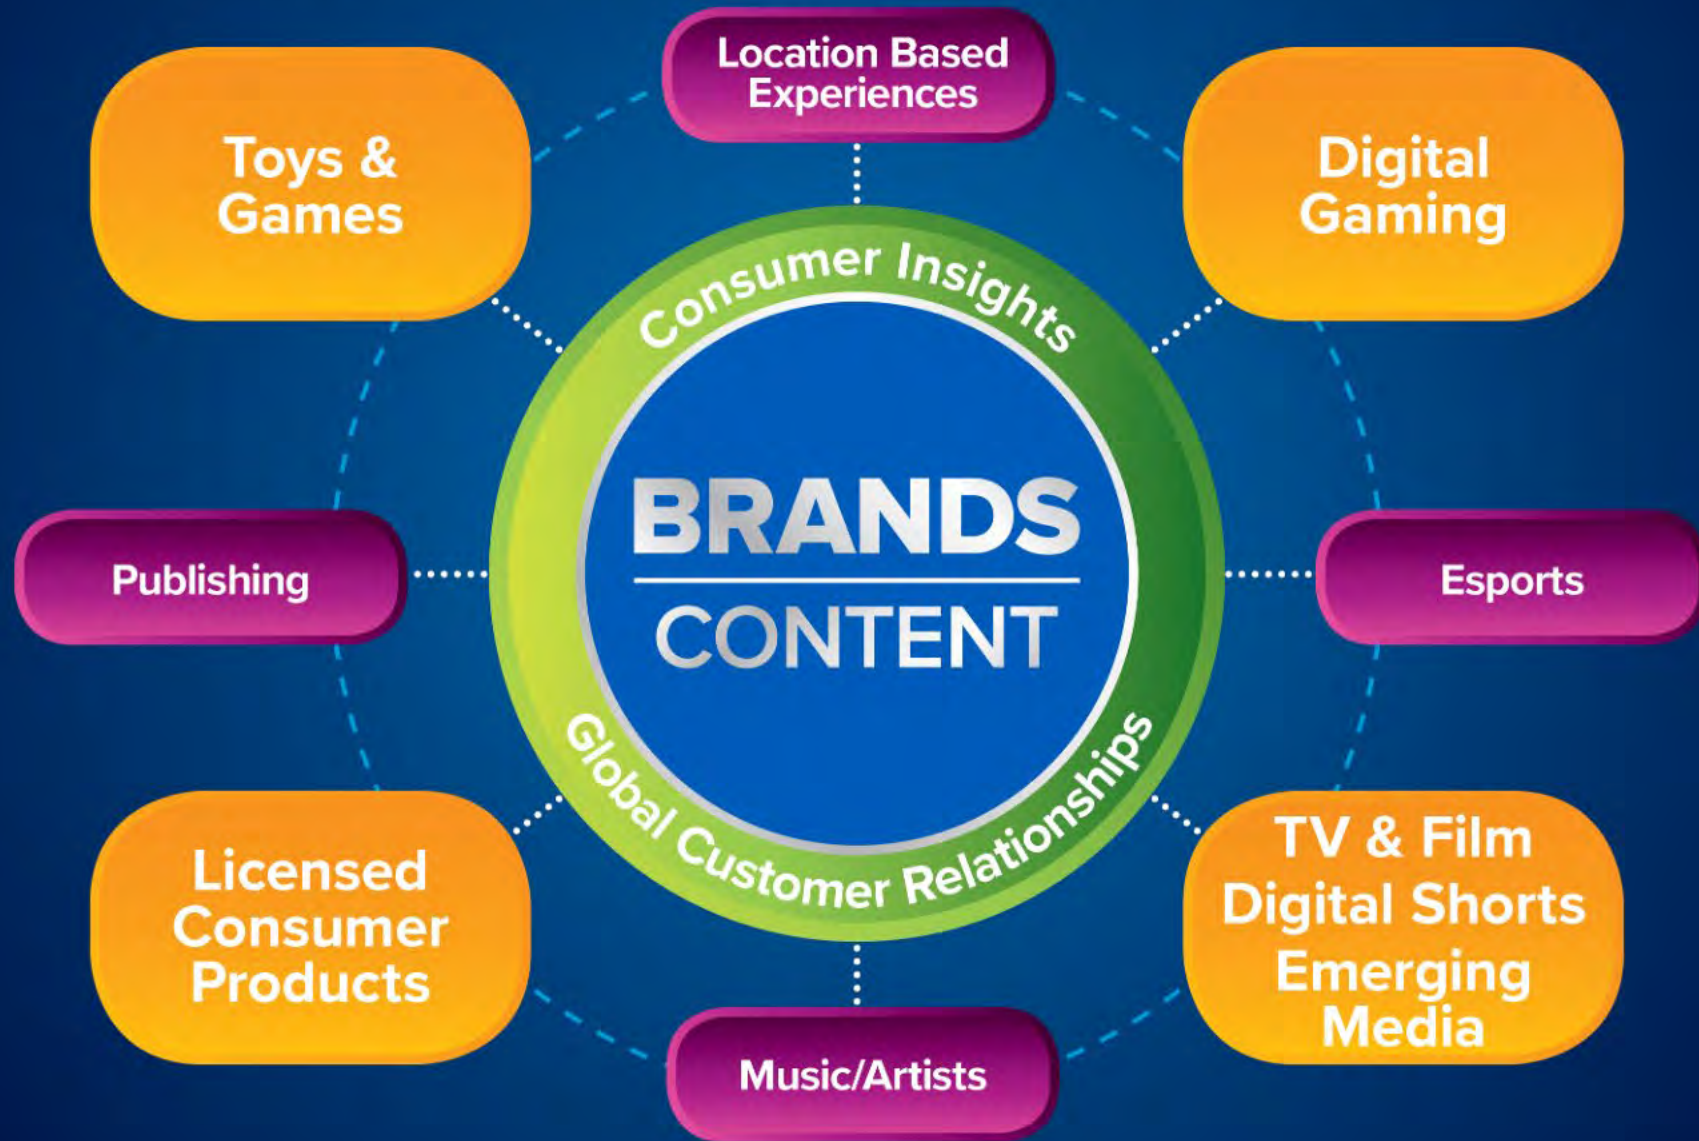 Location Based
Experiences
Toys &
Games
Digital
Gaming
Consumer Insights
BRANDS
CONTENT
Publishing
Esports
Global Customer Relationships
Licensed
Consumer
Products
TV & Film
Digital Shorts
Emerging
Media
Music/Artists